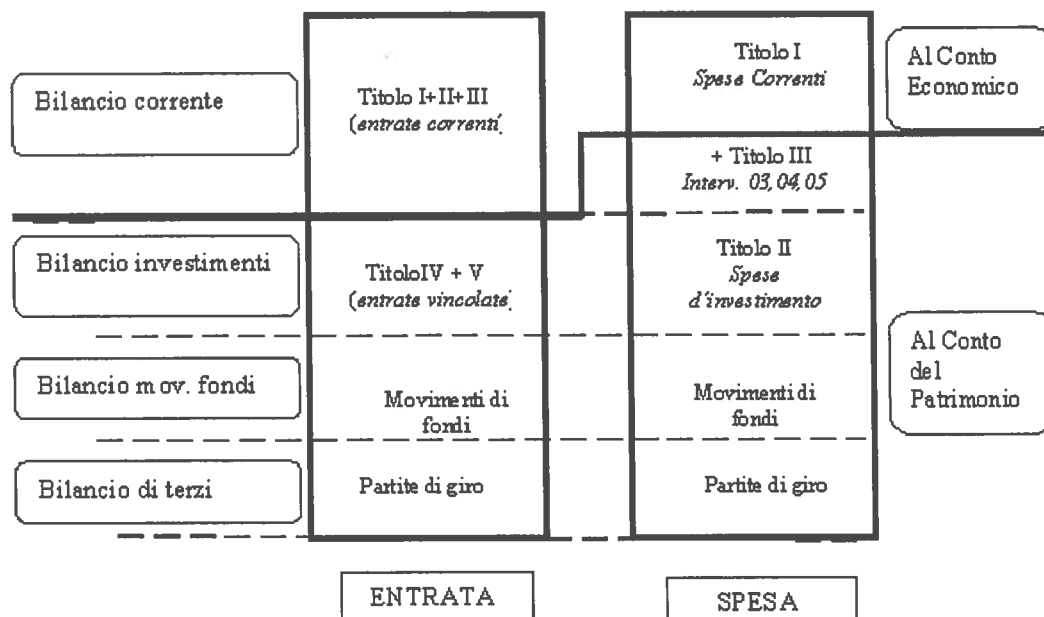 Bilancio corrente
Titolo I+II+III
(entrate correnti)
Titolo I
Spese Correnti
Al Conto
Economico
+ Titolo III
Interv. 03,04,05
Bilancio investimenti
TitoloIV + V
(entrate vincolate)
Titolo II
Spese
d'investimento
Bilancio mov. fondi
Movimenti di
fondi
Movimenti di
fondi
Al Conto
del
Patrimonio
Bilancio di terzi
Partite di giro
Partite di giro
ENTRATA
SPESA